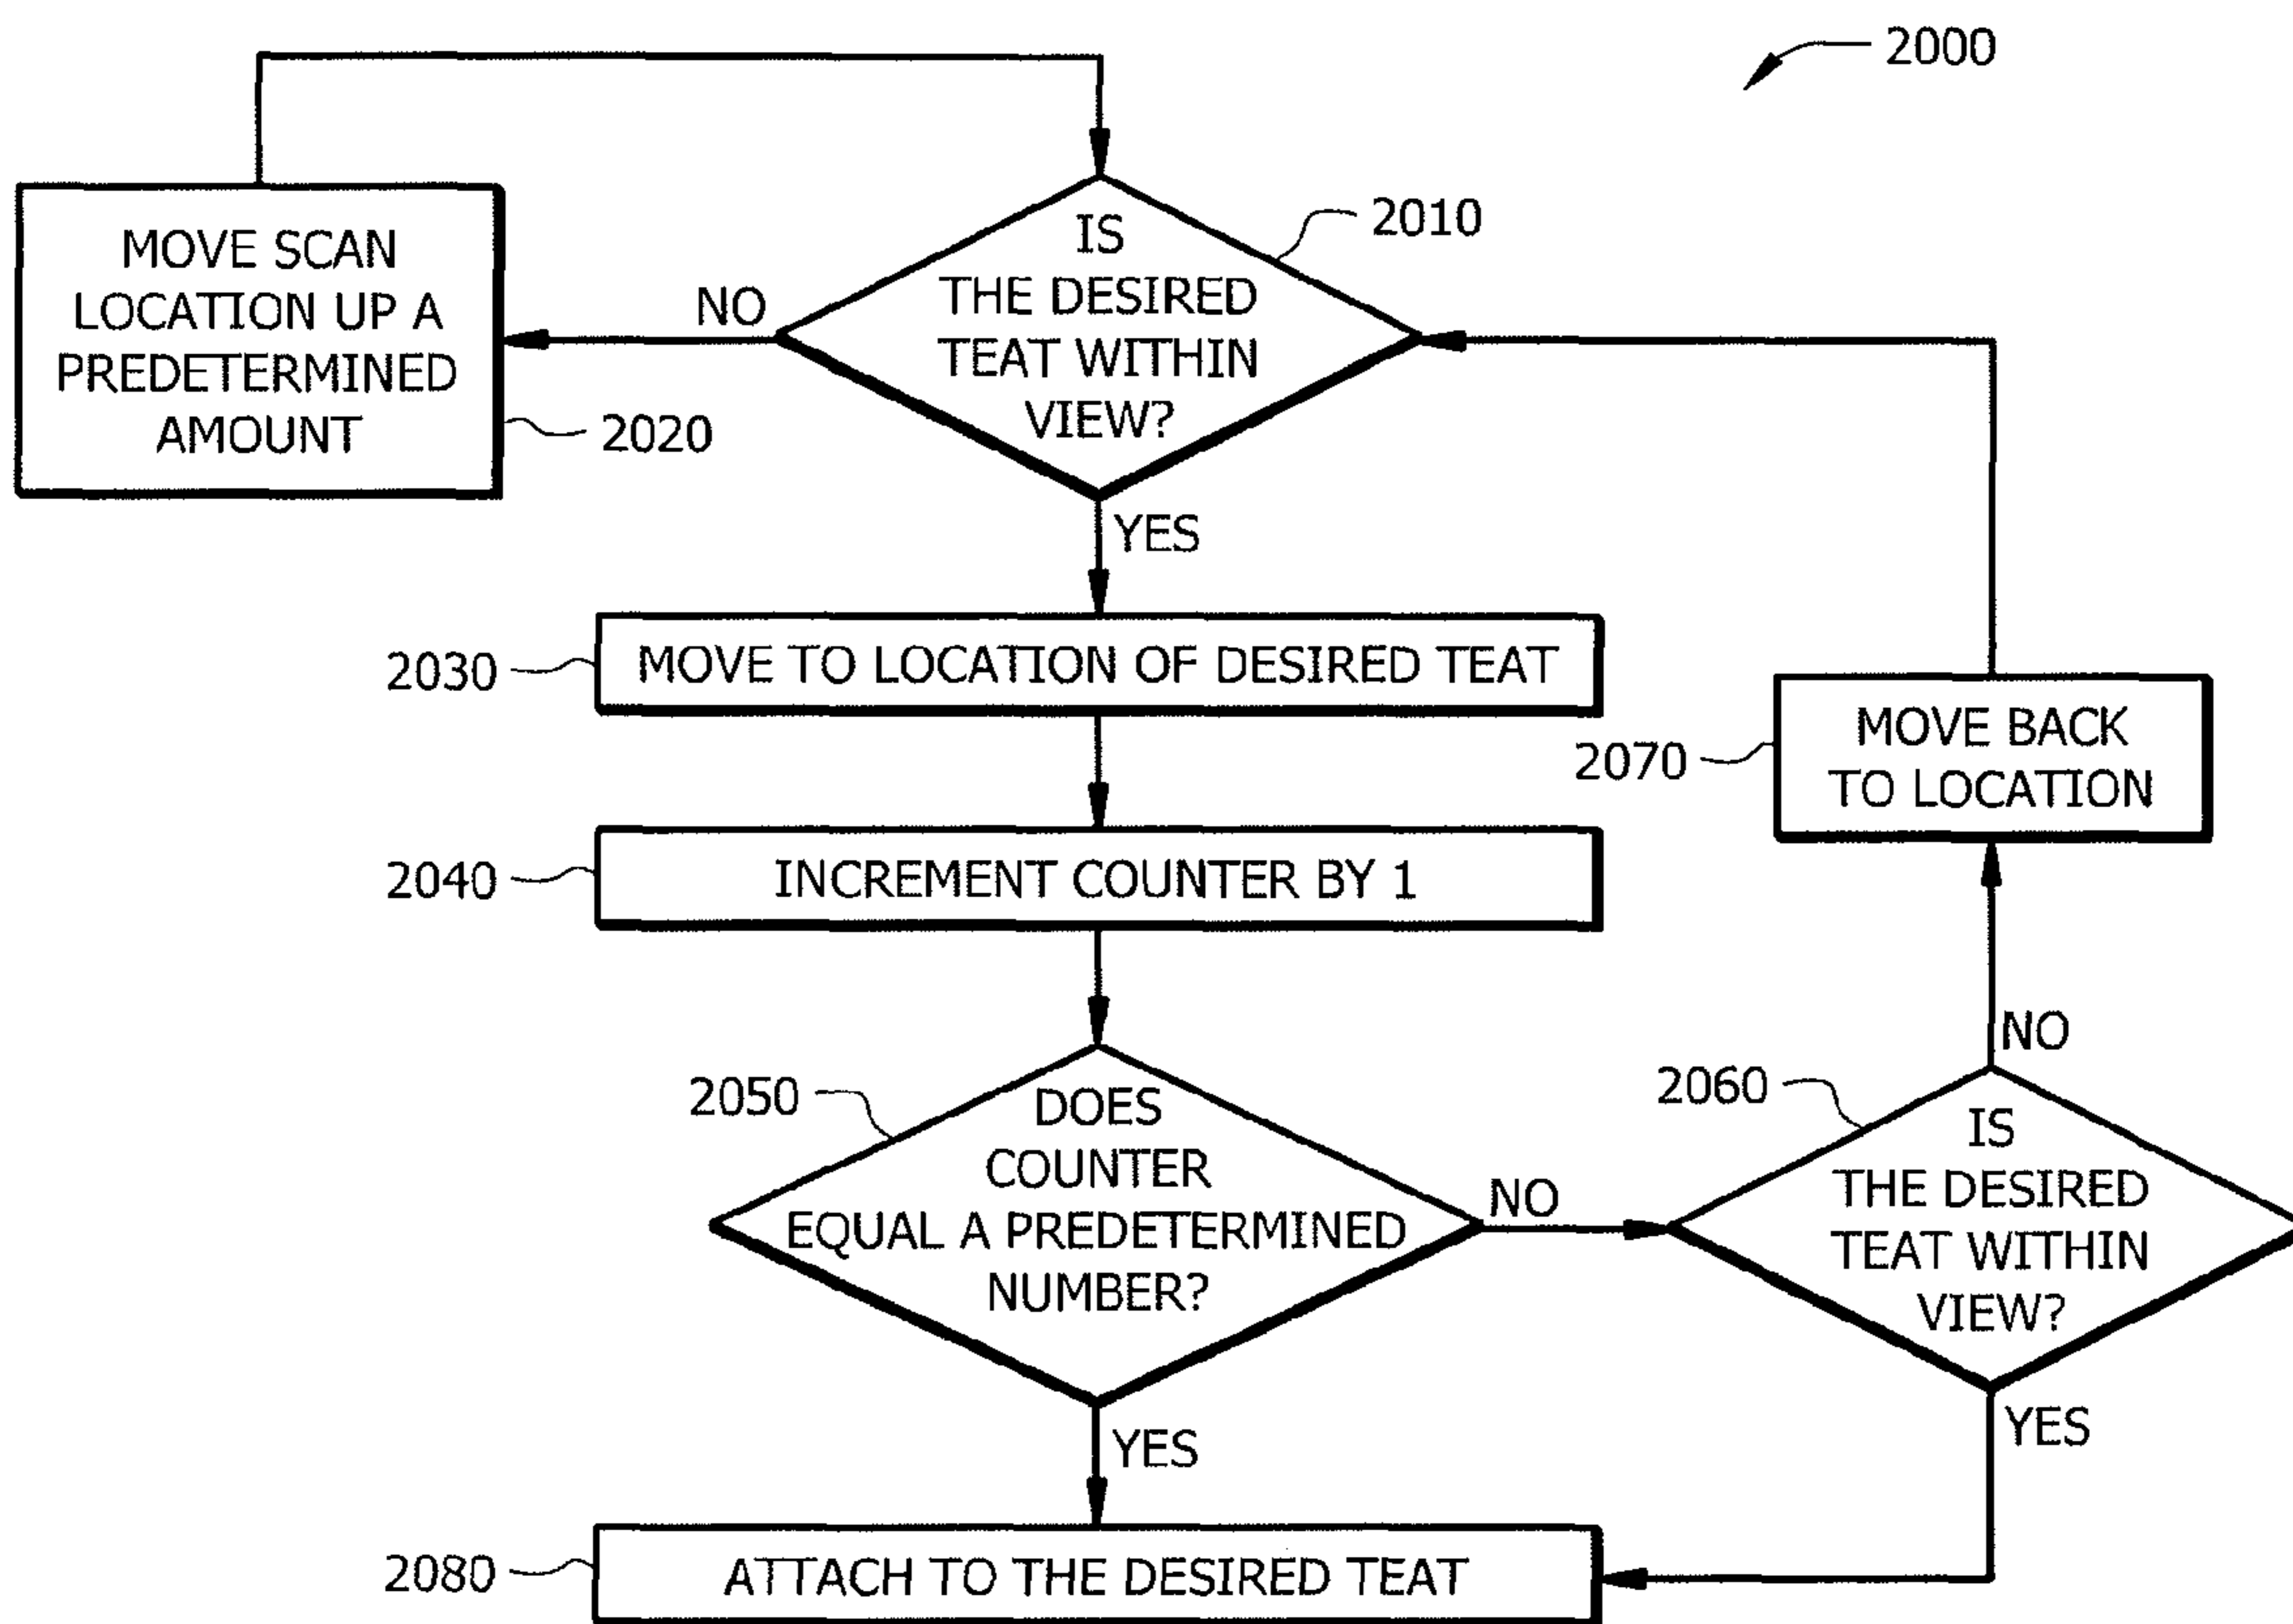 2000
IS
THE DESIRED
TEAT WITHIN
VIEW?
2010
NO
MOVE SCAN
LOCATION UP A
PREDETERMINED
AMOUNT
2020
YES
2030
MOVE TO LOCATION OF DESIRED TEAT
2040
INCREMENT COUNTER BY 1
2050
DOES
COUNTER
EQUAL A PREDETERMINED
NUMBER?
NO
2060
IS
THE DESIRED
TEAT WITHIN
VIEW?
NO
2070
MOVE BACK
TO LOCATION
YES
YES
2080
ATTACH TO THE DESIRED TEAT